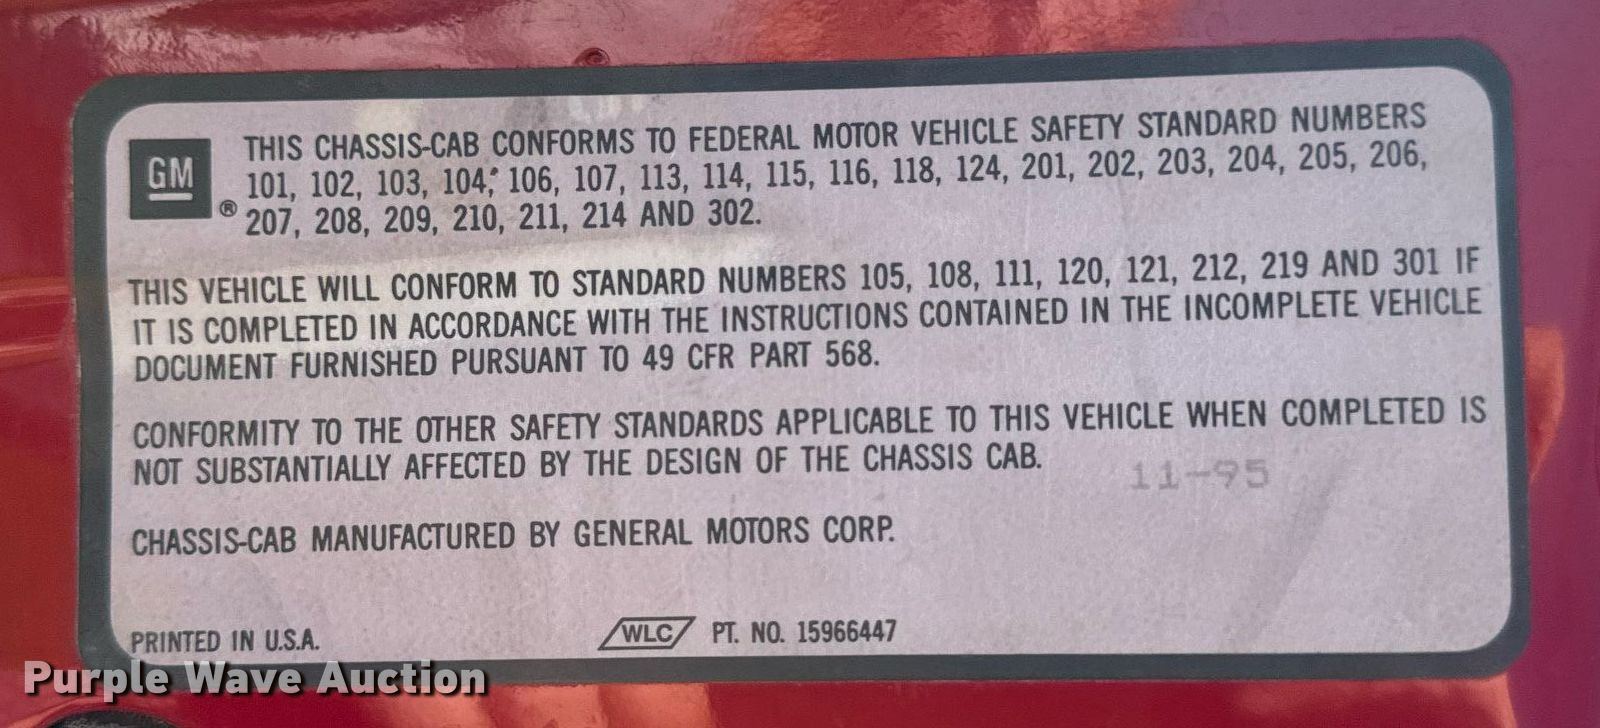 GM
®
THIS CHASSIS-CAB CONFORMS TO FEDERAL MOTOR VEHICLE SAFETY STANDARD NUMBERS
101, 102, 103, 104, 106, 107, 113, 114, 115, 116, 118, 124, 201, 202, 203, 204, 205, 206,
207, 208, 209, 210, 211, 214 AND 302.
THIS VEHICLE WILL CONFORM TO STANDARD NUMBERS 105, 108, 111, 120, 121, 212, 219 AND 301 IF
IT IS COMPLETED IN ACCORDANCE WITH THE INSTRUCTIONS CONTAINED IN THE INCOMPLETE VEHICLE
DOCUMENT FURNISHED PURSUANT TO 49 CFR PART 568.
CONFORMITY TO THE OTHER SAFETY STANDARDS APPLICABLE TO THIS VEHICLE WHEN COMPLETED IS
NOT SUBSTANTIALLY AFFECTED BY THE DESIGN OF THE CHASSIS CAB.
11-95
CHASSIS-CAB MANUFACTURED BY GENERAL MOTORS CORP.
PRINTED IN U.S.A.
WLC PT. NO. 15966447
Purple Wave Auction